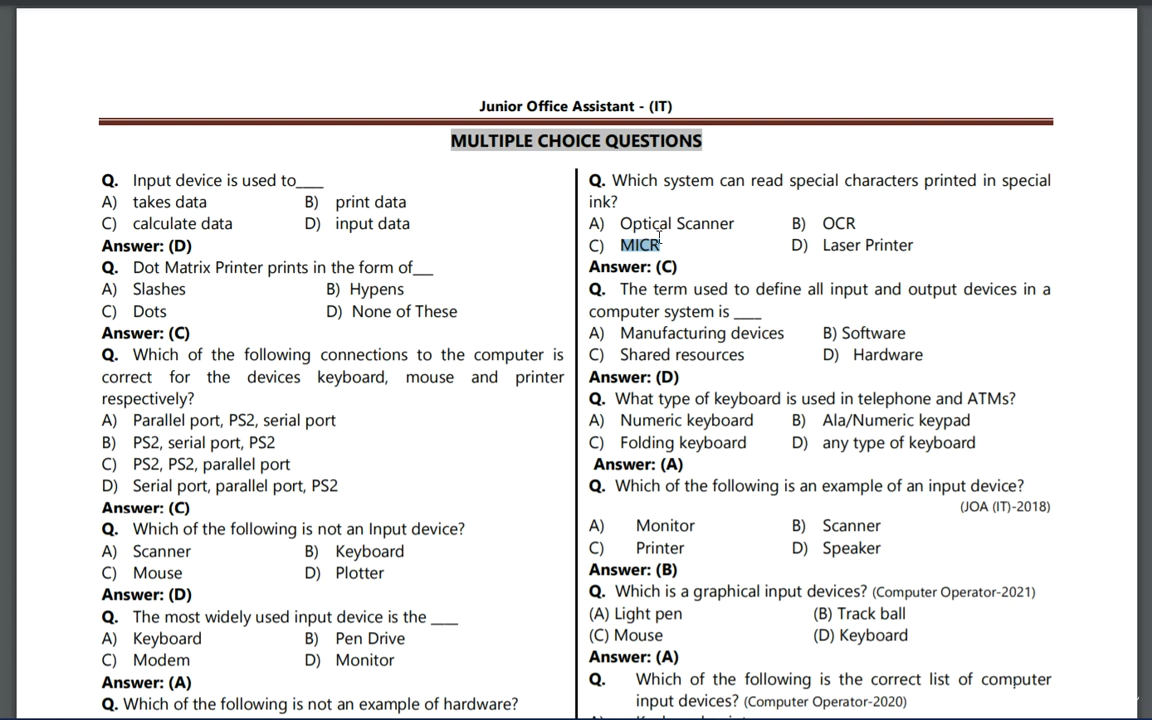 Junior Office Assistant - (IT)
MULTIPLE CHOICE QUESTIONS
Q. Input device is used to___
A) takes data B) print data
C) calculate data D) input data
Answer: (D)
Q. Dot Matrix Printer prints in the form of__
A) Slashes B) Hypens
C) Dots D) None of These
Answer: (C)
Q. Which of the following connections to the computer is
correct for the devices keyboard, mouse and printer
respectively?
A) Parallel port, PS2, serial port
B) PS2, serial port, PS2
C) PS2, PS2, parallel port
D) Serial port, parallel port, PS2
Answer: (C)
Q. Which of the following is not an Input device?
A) Scanner B) Keyboard
C) Mouse D) Plotter
Answer: (D)
Q. The most widely used input device is the ___
A) Keyboard B) Pen Drive
C) Modem D) Monitor
Answer: (A)
Q. Which of the following is not an example of hardware?
Q. Which system can read special characters printed in special
ink?
A) Optical Scanner B) OCR
C) MICR D) Laser Printer
Answer: (C)
Q. The term used to define all input and output devices in a
computer system is ___
A) Manufacturing devices B) Software
C) Shared resources D) Hardware
Answer: (D)
Q. What type of keyboard is used in telephone and ATMs?
A) Numeric keyboard B) Ala/Numeric keypad
C) Folding keyboard D) any type of keyboard
Answer: (A)
Q. Which of the following is an example of an input device?
(JOA (IT)-2018)
A) Monitor B) Scanner
C) Printer D) Speaker
Answer: (B)
Q. Which is a graphical input devices? (Computer Operator-2021)
(A) Light pen (B) Track ball
(C) Mouse (D) Keyboard
Answer: (A)
Q. Which of the following is the correct list of computer
input devices? (Computer Operator-2020)